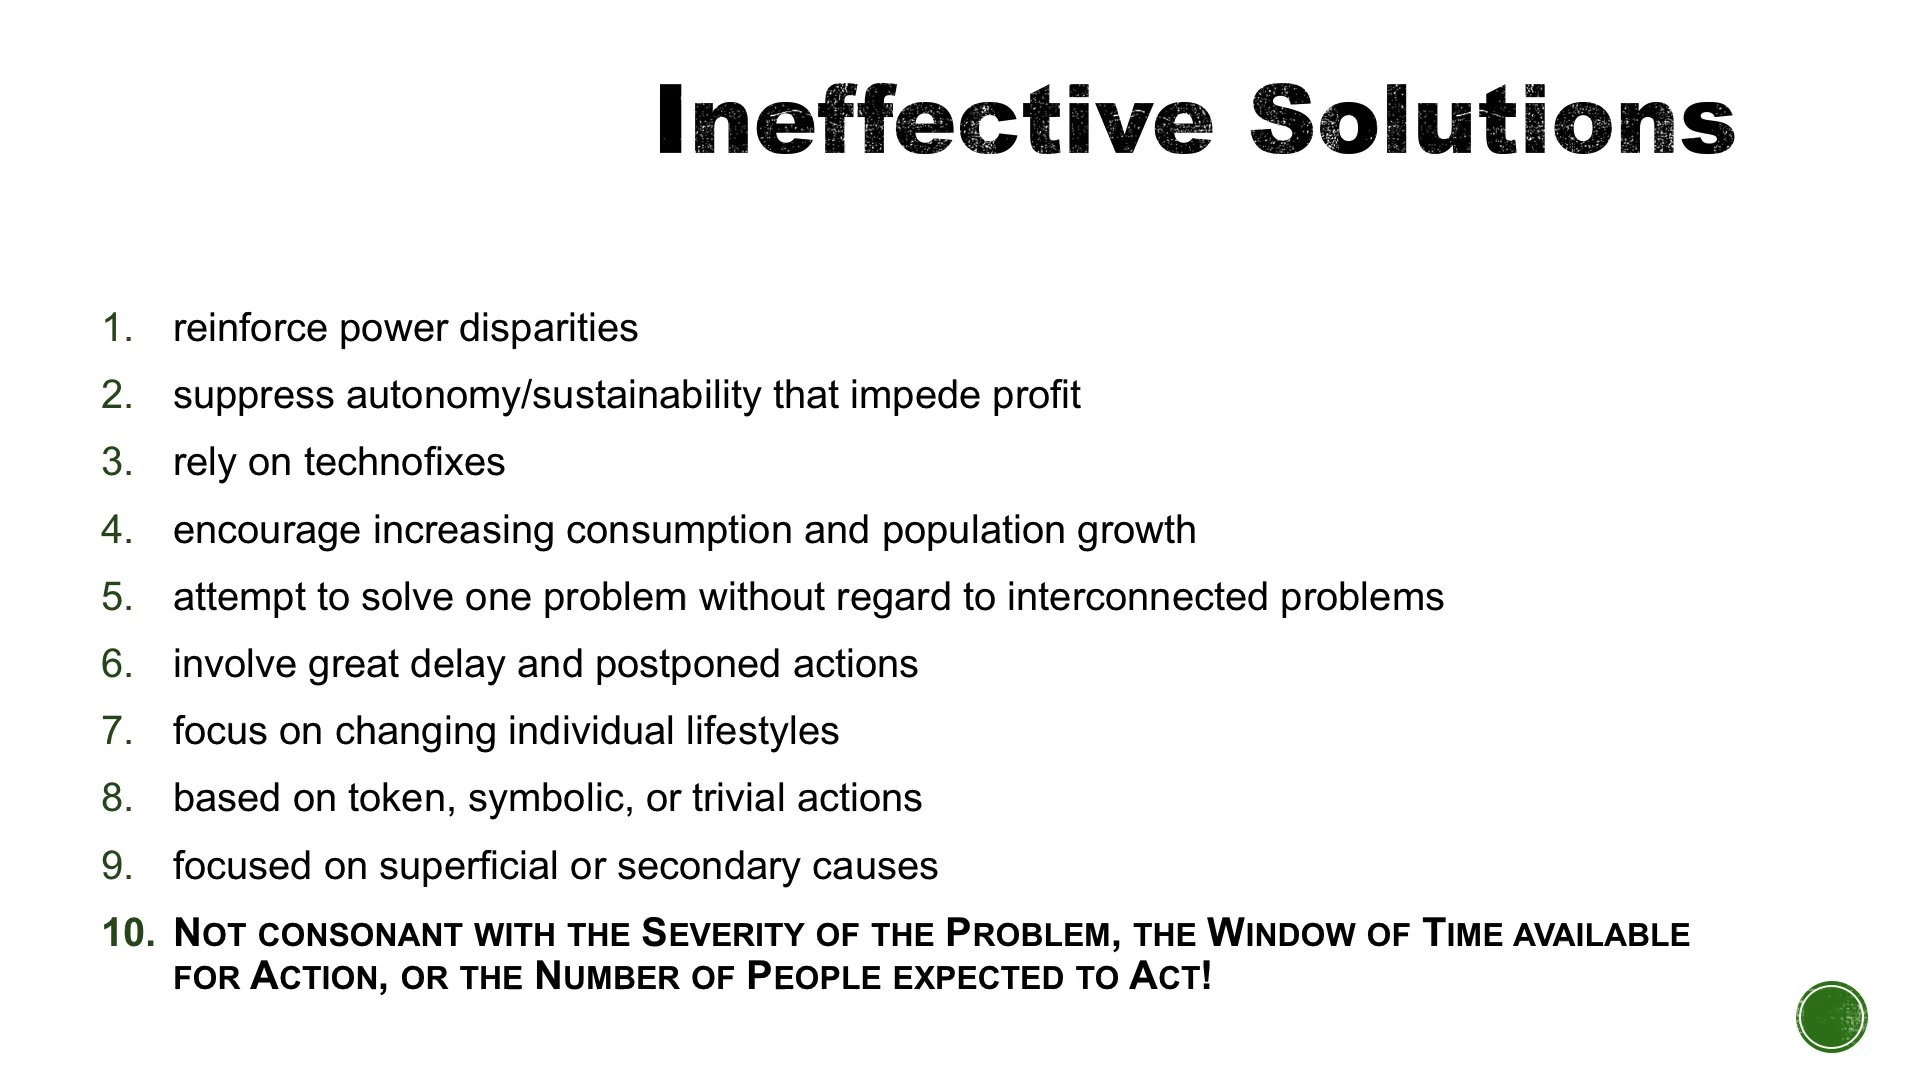 Ineffective Solutions
1. reinforce power disparities
2. suppress autonomy/sustainability that impede profit
3. rely on technofixes
4. encourage increasing consumption and population growth
5. attempt to solve one problem without regard to interconnected problems
6. involve great delay and postponed actions
7. focus on changing individual lifestyles
8. based on token, symbolic, or trivial actions
9. focused on superficial or secondary causes
10. Not consonant with the Severity of the Problem, the Window of Time available
for Action, or the Number of People expected to Act!